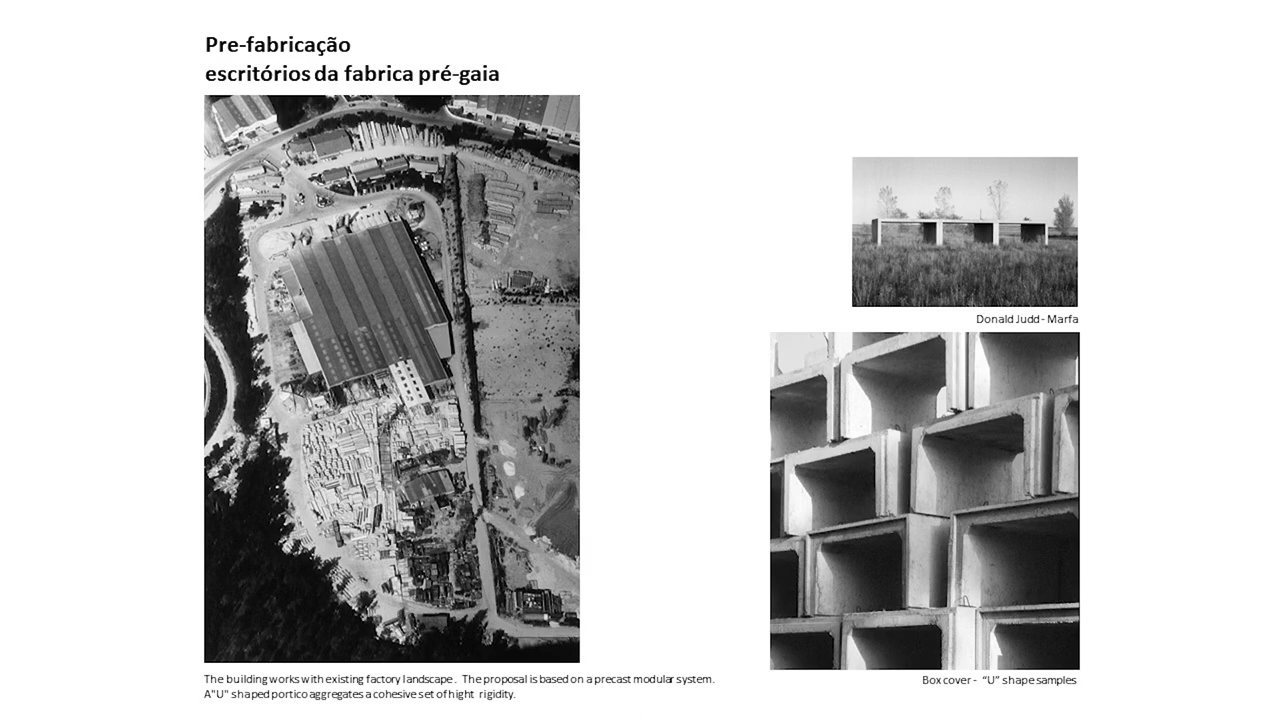 Pre-fabricação
escritórios da fabrica pré-gaia
Donald Judd - Marfa
The building works with existing factory landscape. The proposal is based on a precast modular system.
A"U" shaped portico aggregates a cohesive set of hight rigidity.
Box cover - “U” shape samples